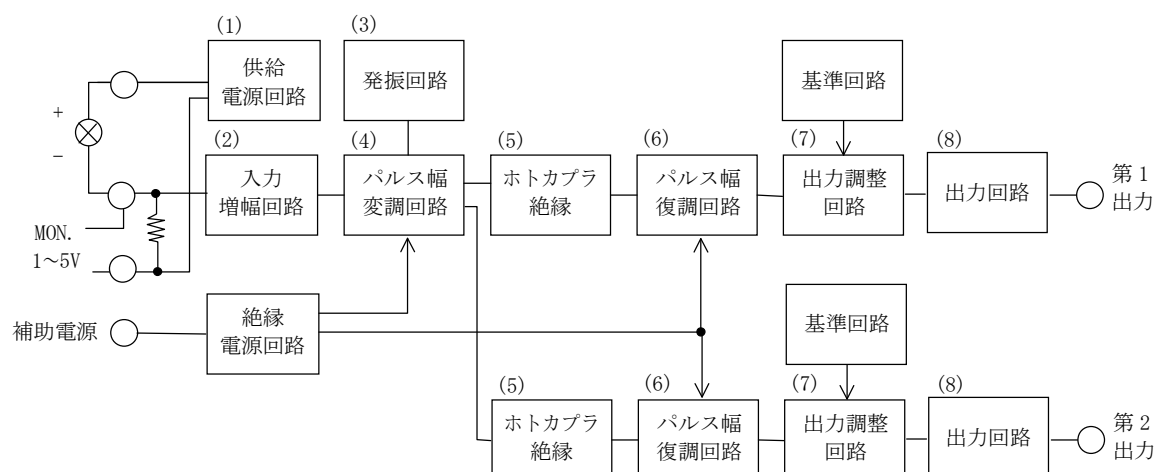 (1)
供給
電源回路
(3)
発振回路
基準回路
+
−
(2)
入力
増幅回路
(4)
パルス幅
変調回路
(5)
ホトカプラ
絶縁
(6)
パルス幅
復調回路
(7)
出力調整
回路
(8)
出力回路
第1
出力
MON.
1～5V
補助電源
絶縁
電源回路
基準回路
(5)
ホトカプラ
絶縁
(6)
パルス幅
復調回路
(7)
出力調整
回路
(8)
出力回路
第2
出力